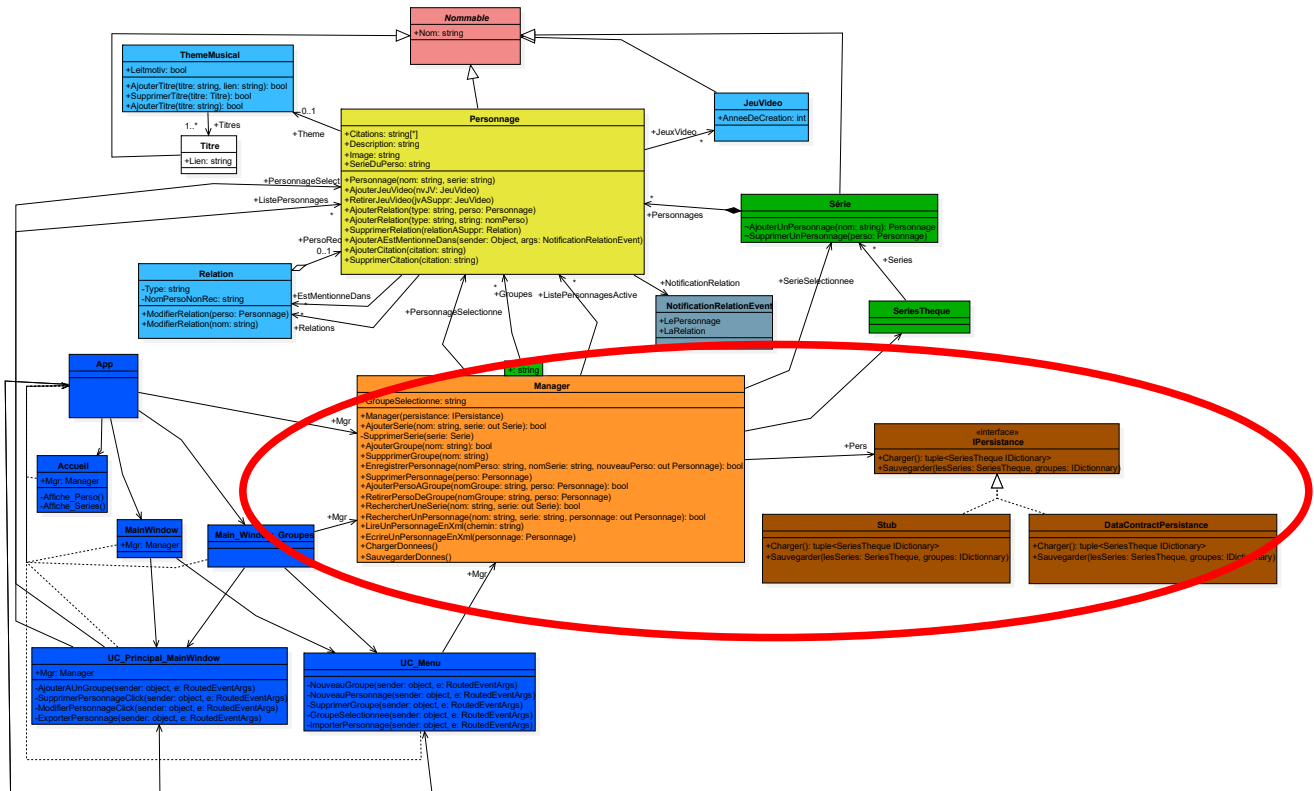 Nommable
+Nom: string
ThemeMusical
+Leitmotiv: bool
+AjouterTitre(titre: string, lien: string): bool
+SupprimerTitre(titre: Titre): bool
+AjouterTitre(titre: string): bool
1..*
+Titres
Titre
+Lien: string
0..1
+Theme
Personnage
+Citations: string[*]
+Description: string
+Image: string
+SerieDuPerso: string
+Personnage(nom: string, serie: string)
+AjouterJeuVideo(nvJV: JeuVideo)
+RetirerJeuVideo(jvASuppr: JeuVideo)
+AjouterRelation(type: string, perso: Personnage)
+AjouterRelation(type: string, string: nomPerso)
+SupprimerRelation(relationASuppr: Relation)
+AjouterAEstMentionneDans(sender: Object, args: NotificationRelationEvent)
+AjouterCitation(citation: string)
+SupprimerCitation(citation: string)
+JeuxVideo
*
JeuVideo
+AnneeDeCreation: int
+PersonnageSelect
+ListePersonnages
*
+PersoRec
0..1
*
+Personnages
Série
~AjouterUnPersonnage(nom: string): Personnage
~SupprimerUnPersonnage(perso: Personnage)
*
+Series
+SerieSelectionnee
SeriesTheque
Relation
-Type: string
-NomPersoNonRec: string
+ModifierRelation(perso: Personnage)
+ModifierRelation(nom: string)
+EstMentionneDans
*
*
+Relations
+PersonnageSelectionne
*
+Groupes
*
+ListePersonnagesActive
+NotificationRelation
NotificationRelationEvent
+LePersonnage
+LaRelation
+: string
App
+Mgr
Manager
GroupeSelectionne: string
+Manager(persistance: IPersistance)
+AjouterSerie(nom: string, serie: out Serie): bool
-SupprimerSerie(serie: Serie)
+AjouterGroupe(nom: string): bool
+SuppprimerGroupe(nom: string)
+EnregistrerPersonnage(nomPerso: string, nomSerie: string, nouveauPerso: out Personnage): bool
+SupprimerPersonnage(perso: Personnage)
+AjouterPersoAGroupe(nomGroupe: string, perso: Personnage): bool
+RetirerPersoDeGroupe(nomGroupe: string, perso: Personnage)
+RechercherUneSerie(nom: string, serie: out Serie): bool
+RechercherUnPersonnage(nom: string, serie: string, personnage: out Personnage): bool
+LireUnPersonnageEnXml(chemin: string)
+EcrireUnPersonnageEnXml(personnage: Personnage)
+ChargerDonnees()
+SauvegarderDonnes()
+Pers
«interface»
IPersistance
+Charger(): tuple<SeriesTheque IDictionary>
+Sauvegarder(lesSeries: SeriesTheque, groupes: IDictionnary)
Stub
+Charger(): tuple<SeriesTheque IDictionary>
+Sauvegarder(lesSeries: SeriesTheque, groupes: IDictionnary)
DataContractPersistance
+Charger(): tuple<SeriesTheque IDictionary>
+Sauvegarder(lesSeries: SeriesTheque, groupes: IDictionnary)
Accueil
+Mgr: Manager
-Affiche_Perso()
-Affiche_Series()
MainWindow
+Mgr: Manager
Main_Window_Groupes
+Mgr
+Mgr
UC_Principal_MainWindow
+Mgr: Manager
-AjouterAUnGroupe(sender: object, e: RoutedEventArgs)
-SupprimerPersonnageClick(sender: object, e: RoutedEventArgs)
-ModifierPersonnageClick(sender: object, e: RoutedEventArgs)
-ExporterPersonnage(sender: object, e: RoutedEventArgs)
UC_Menu
-NouveauGroupe(sender: object, e: RoutedEventArgs)
-NouveauPersonnage(sender: object, e: RoutedEventArgs)
-SupprimerGroupe(sender: object, e: RoutedEventArgs)
-GroupeSelectionnee(sender: object, e: RoutedEventArgs)
-ImporterPersonnage(sender: object, e: RoutedEventArgs)